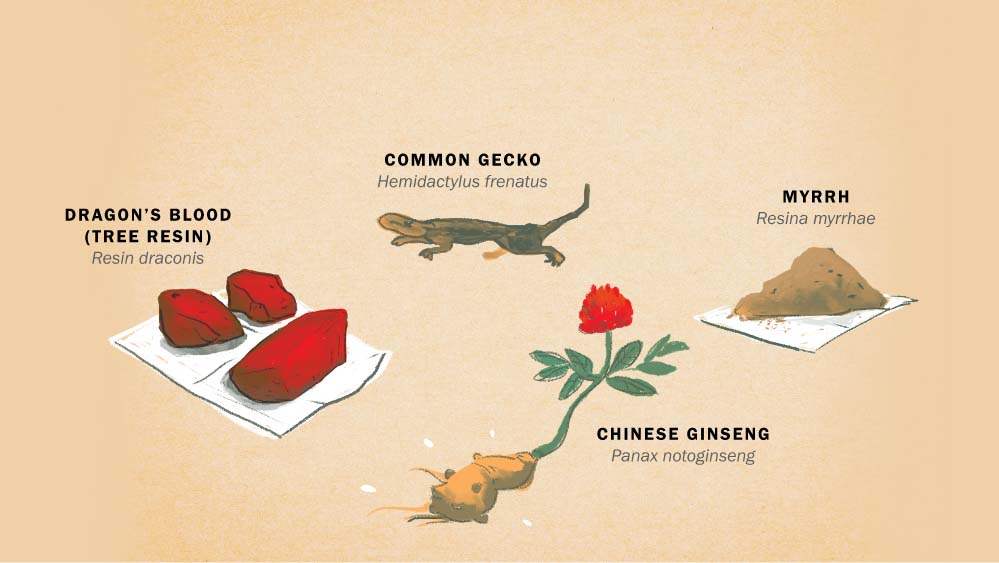 COMMON GECKO
Hemidactylus frenatus
MYRRH
Resina myrrhae
DRAGON’S BLOOD
(TREE RESIN)
Resin draconis
CHINESE GINSENG
Panax notoginseng